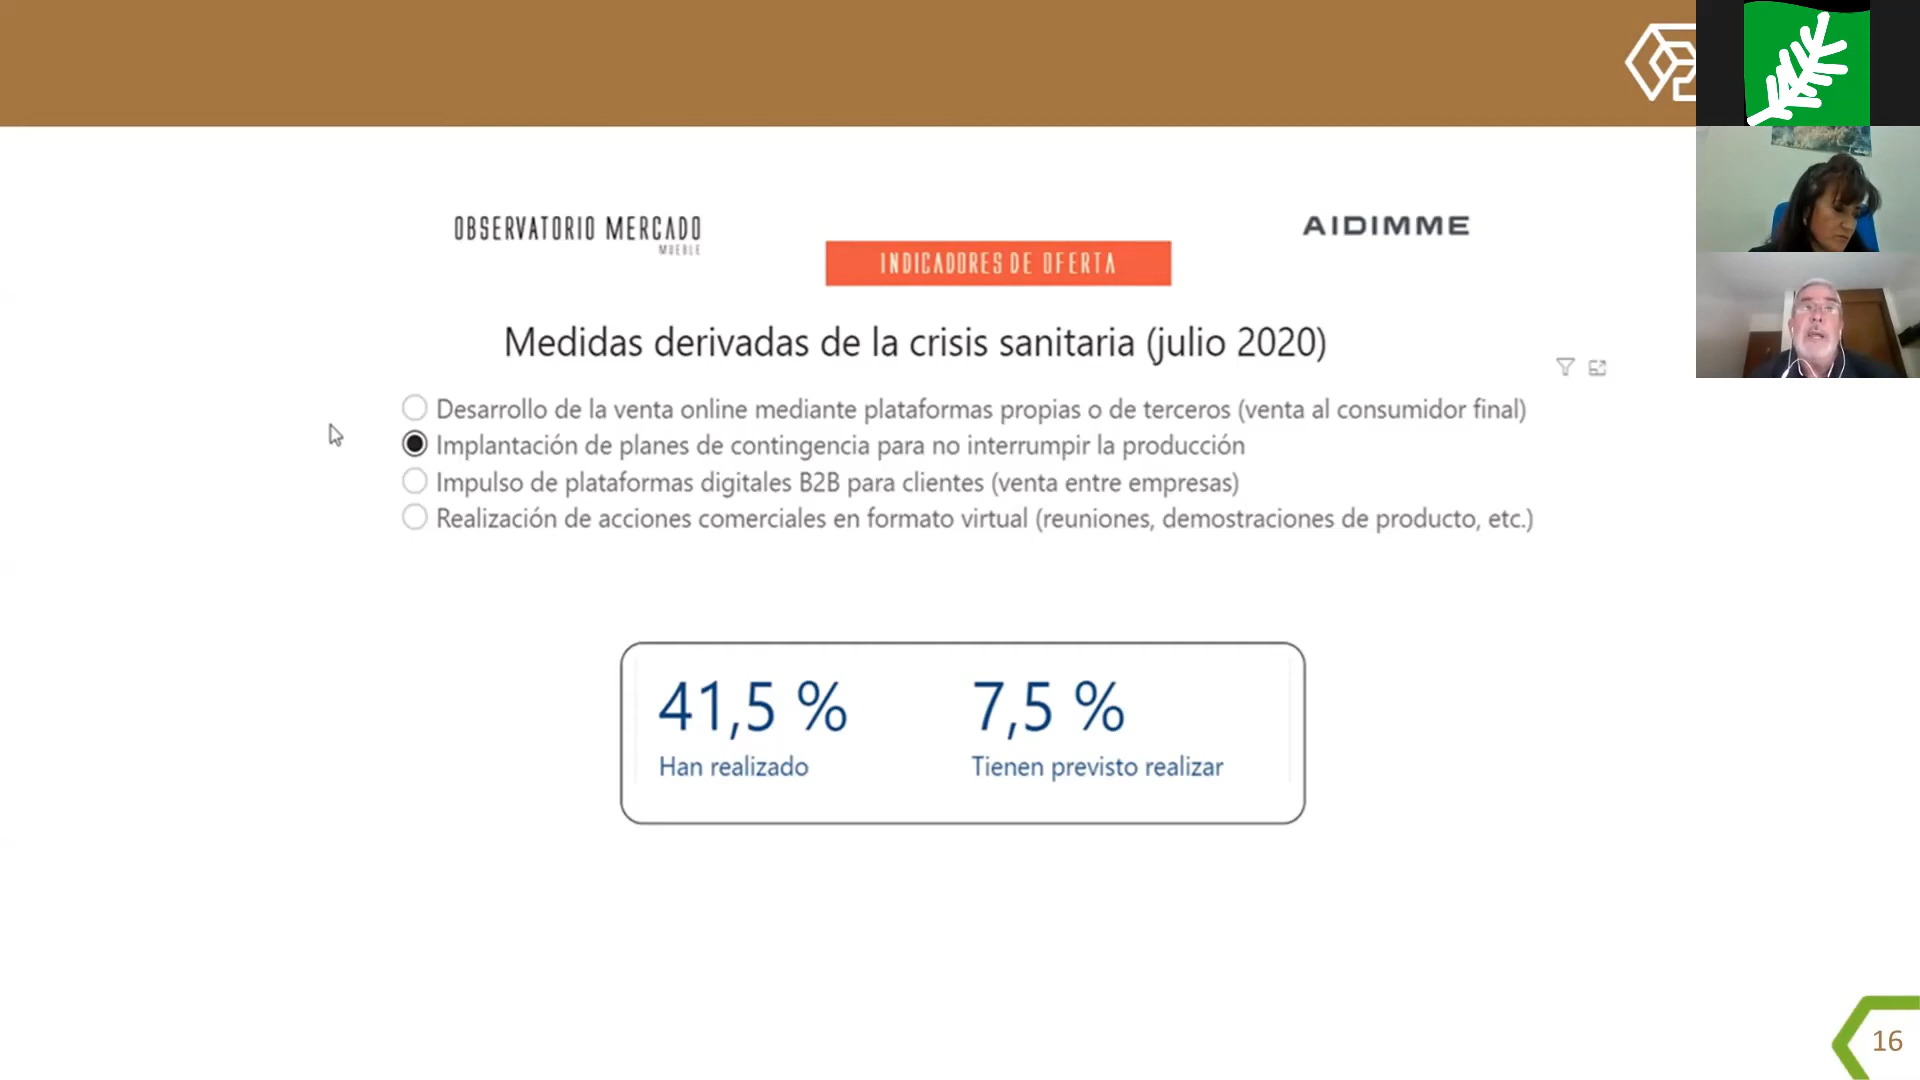 OBSERVATORIO MERCADO
MUEBLE
AIDIMME
INDICADORES DE OFERTA
Medidas derivadas de la crisis sanitaria (julio 2020)
Desarrollo de la venta online mediante plataformas propias o de terceros (venta al consumidor final)
Implantación de planes de contingencia para no interrumpir la producción
Impulso de plataformas digitales B2B para clientes (venta entre empresas)
Realización de acciones comerciales en formato virtual (reuniones, demostraciones de producto, etc.)
41,5 % 7,5 %
Han realizado Tienen previsto realizar
16